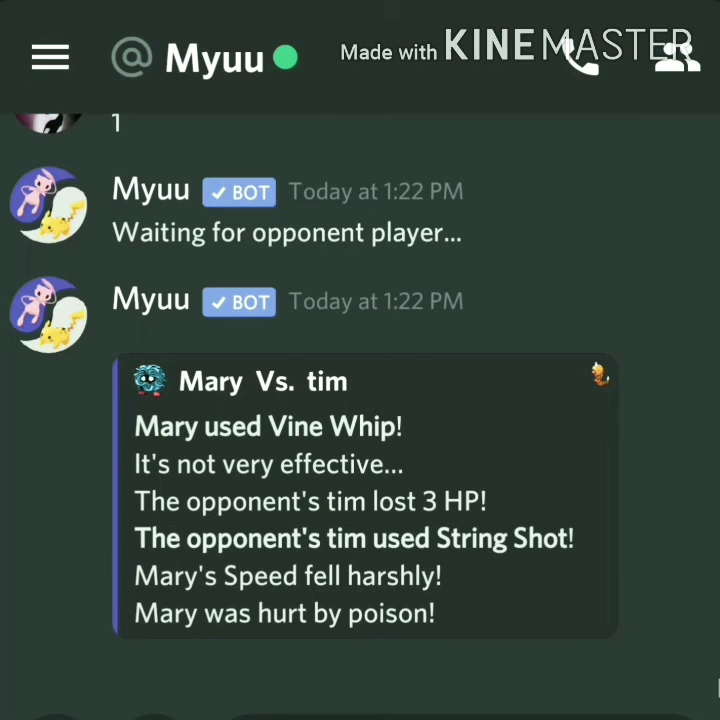 @ Myuu
Made with KINEMASTER
1
Myuu ✓ BOT Today at 1:22 PM
Waiting for opponent player...
Myuu ✓ BOT Today at 1:22 PM
Mary Vs. tim
Mary used Vine Whip!
It's not very effective...
The opponent's tim lost 3 HP!
The opponent's tim used String Shot!
Mary's Speed fell harshly!
Mary was hurt by poison!